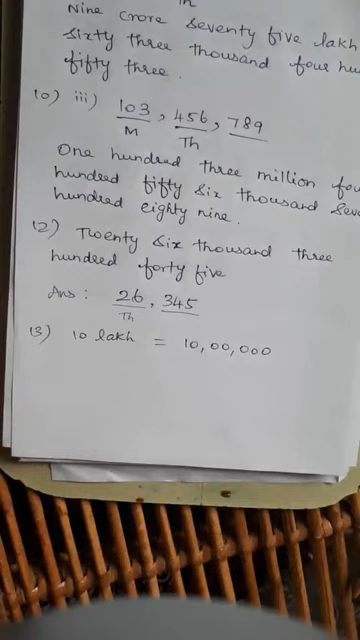 in
Nine crore seventy five lakh
sixty three thousand four hun
fifty three.
10) iii) 103, 456, 789
M Th
One hundred three million fou
hundred fifty six thousand seve
hundred eighty nine.
12) Twenty six thousand three
hundred forty five
Ans : 26, 345
Th
13) 10 lakh = 10,00,000